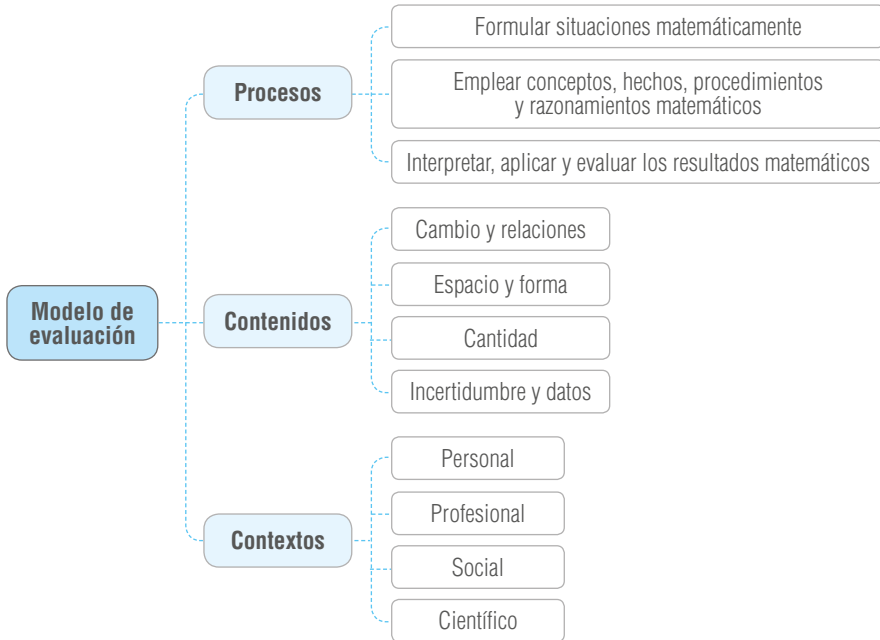 Modelo de
evaluación
Procesos
Formular situaciones matemáticamente
Emplear conceptos, hechos, procedimientos
y razonamientos matemáticos
Interpretar, aplicar y evaluar los resultados matemáticos
Contenidos
Cambio y relaciones
Espacio y forma
Cantidad
Incertidumbre y datos
Contextos
Personal
Profesional
Social
Científico